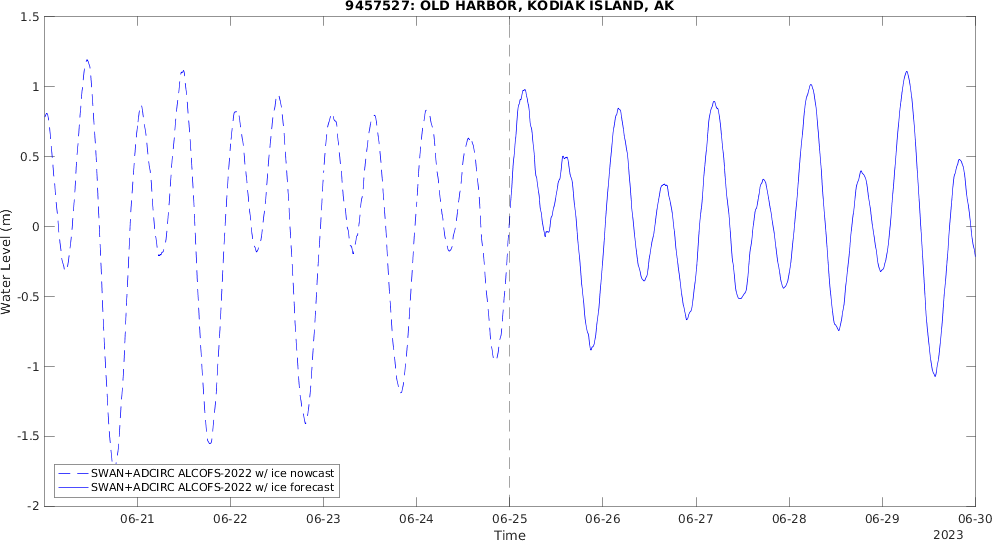 9457527: OLD HARBOR, KODIAK ISLAND, AK
1.5
1
0.5
0
-0.5
-1
-1.5
-2
Water Level (m)
SWAN+ADCIRC ALCOFS-2022 w/ ice nowcast
SWAN+ADCIRC ALCOFS-2022 w/ ice forecast
06-21 06-22 06-23 06-24 06-25 06-26 06-27 06-28 06-29 06-30
Time
2023